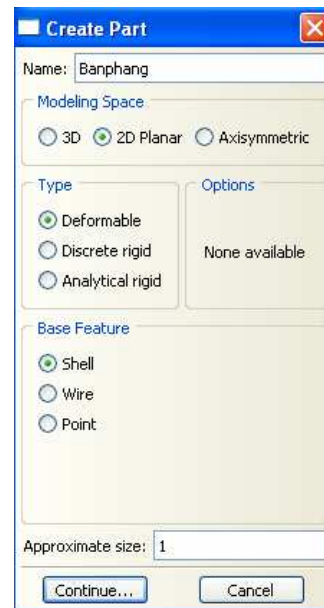 Create Part
Name: Banphang
Modeling Space
3D 2D Planar Axisymmetric
Type
Deformable
Discrete rigid
Analytical rigid
Options
None available
Base Feature
Shell
Wire
Point
Approximate size: 1
Continue... Cancel